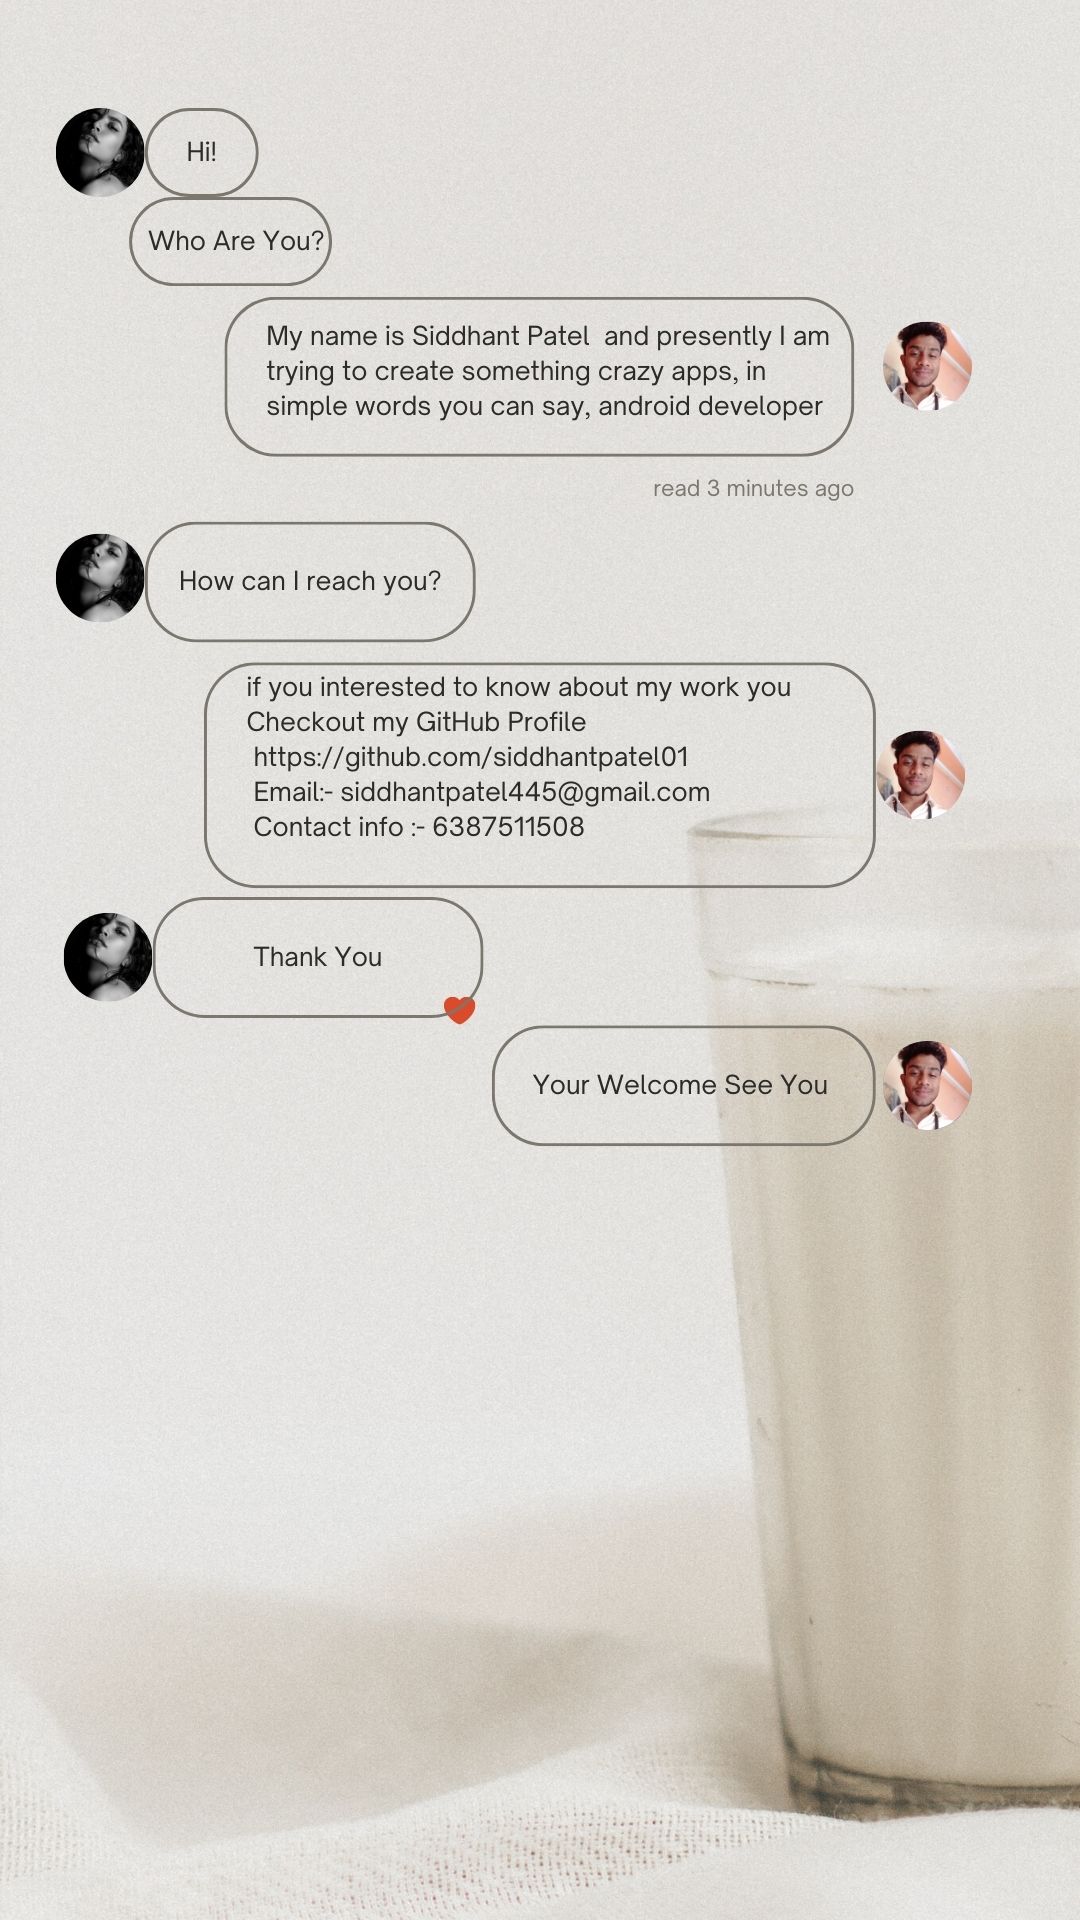 Hi!
Who Are You?
My name is Siddhant Patel  and presently I am
trying to create something crazy apps, in
simple words you can say, android developer
read 3 minutes ago
How can I reach you?
if you interested to know about my work you
Checkout my GitHub Profile
https://github.com/siddhantpatel01
Email:- siddhantpatel445@gmail.com
Contact info :- 6387511508
Thank You
Your Welcome See You